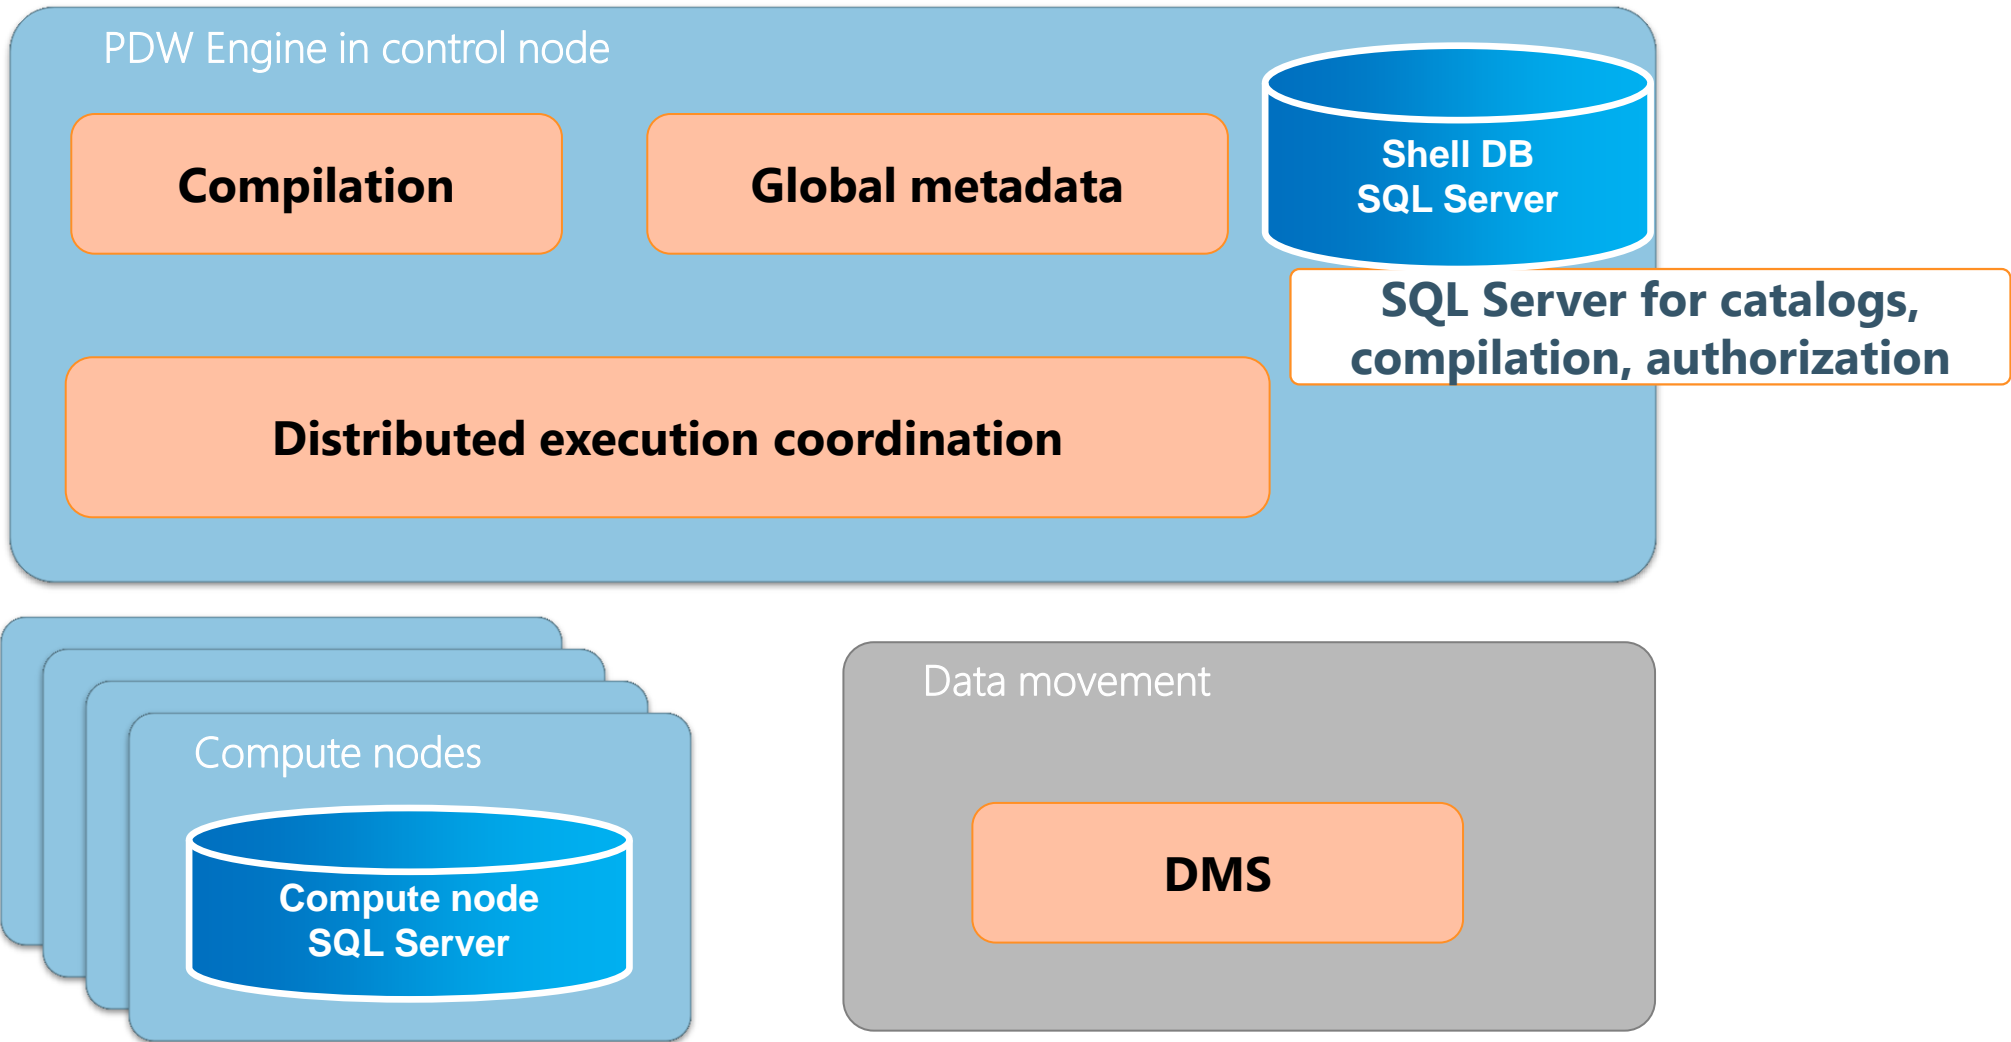 PDW Engine in control node
Compilation
Global metadata
Shell DB
SQL Server
SQL Server for catalogs,
compilation, authorization
Distributed execution coordination
Compute nodes
Compute node
SQL Server
Data movement
DMS